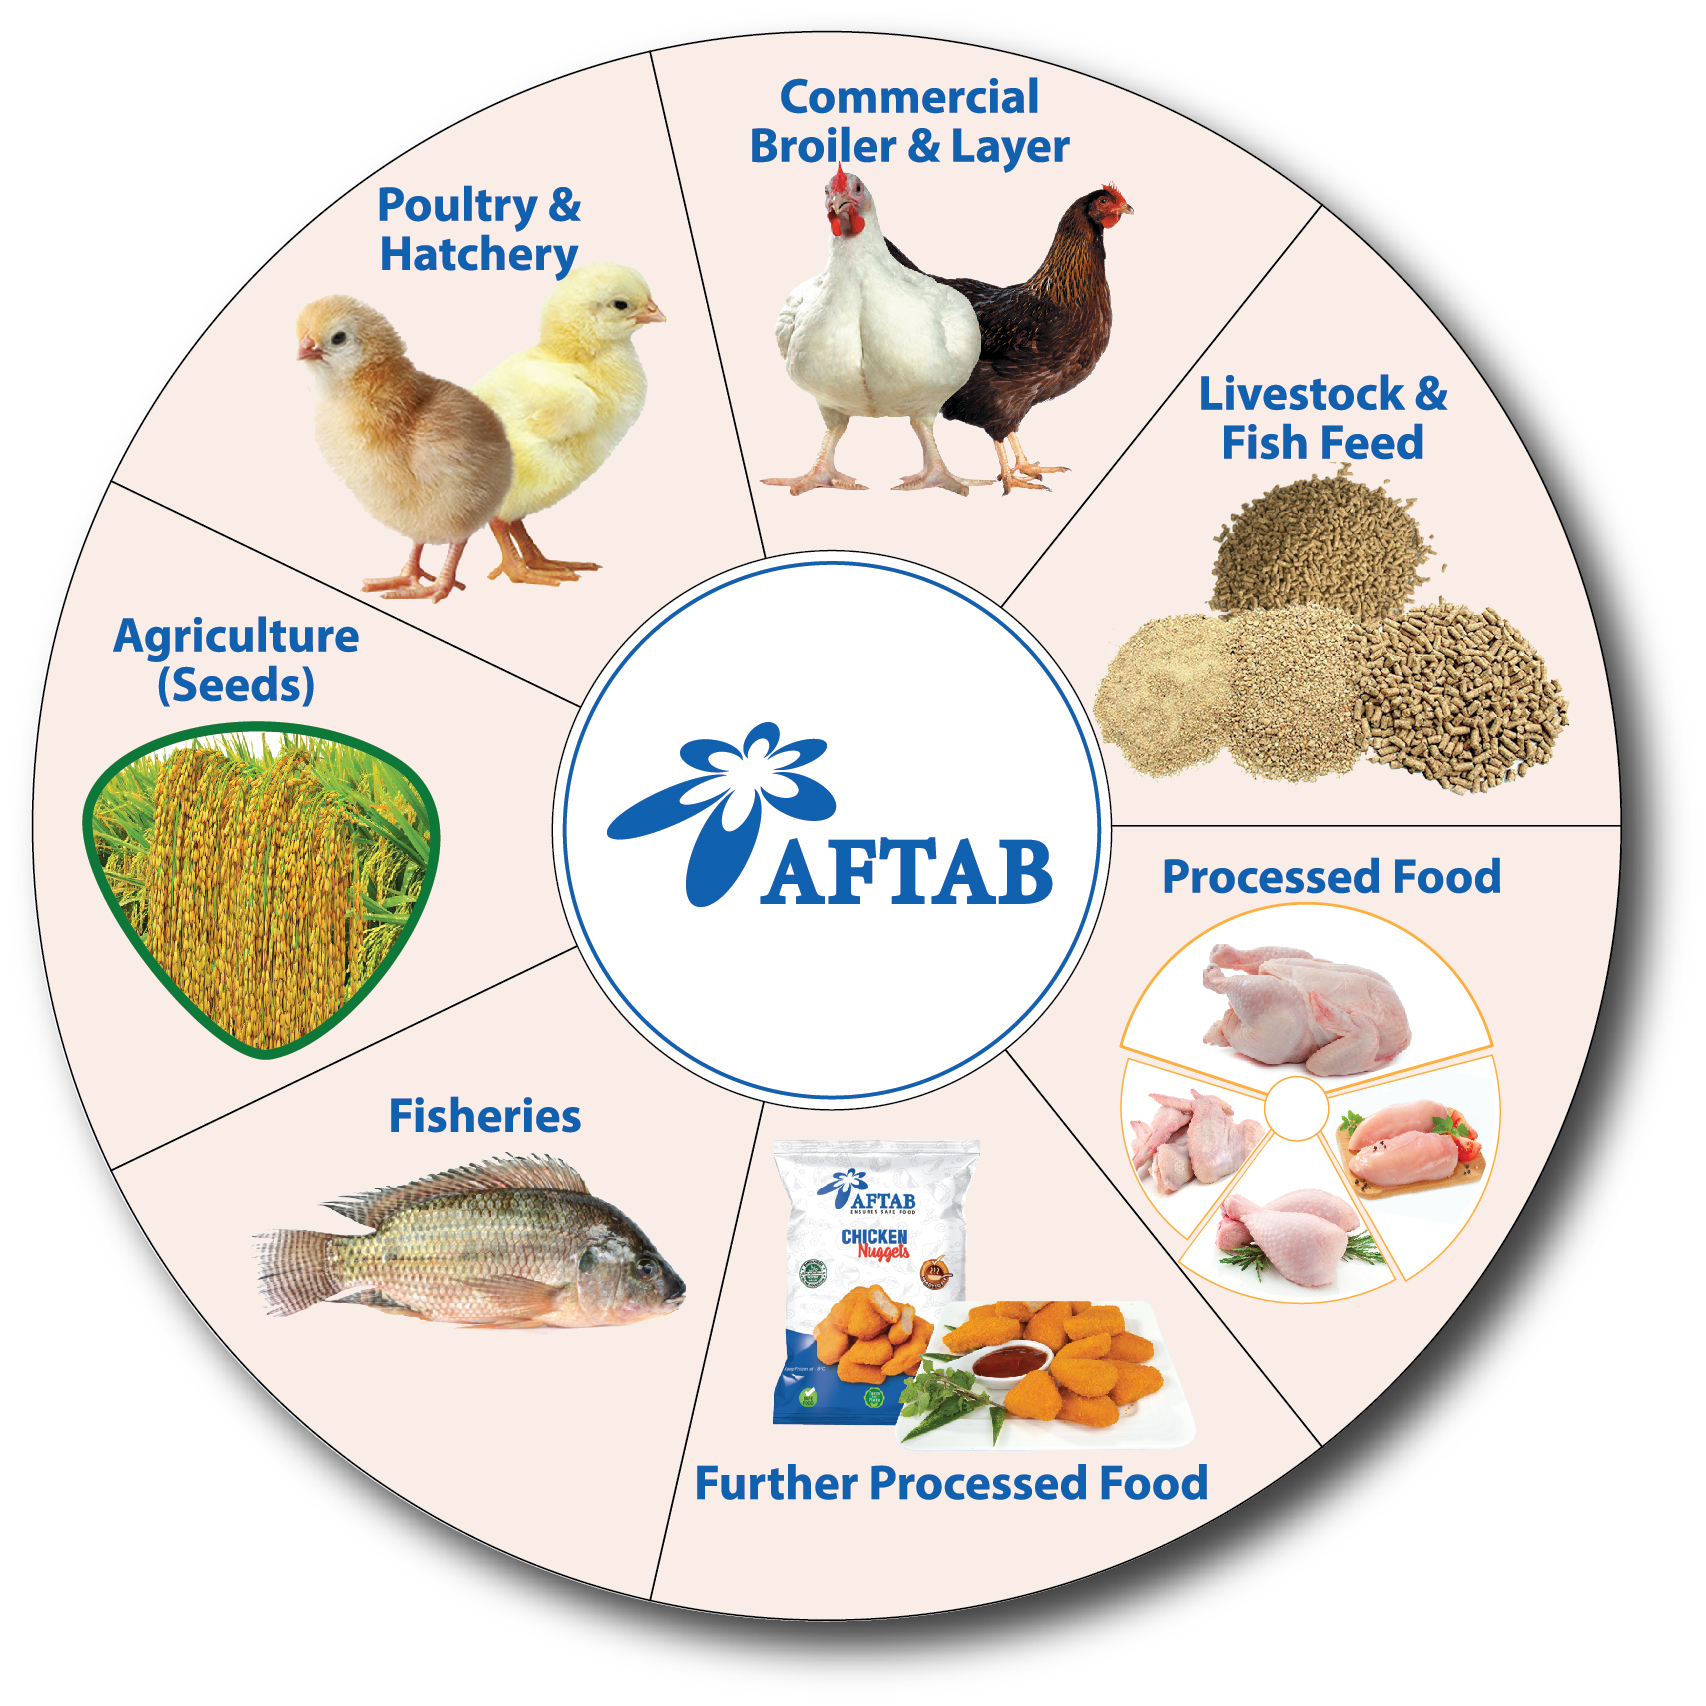 Commercial
Broiler & Layer
Poultry &
Hatchery
Livestock &
Fish Feed
Agriculture
(Seeds)
AFTAB
Processed Food
Fisheries
AFTAB
ENSURES SAFE FOOD
CHICKEN
Nuggets
Further Processed Food